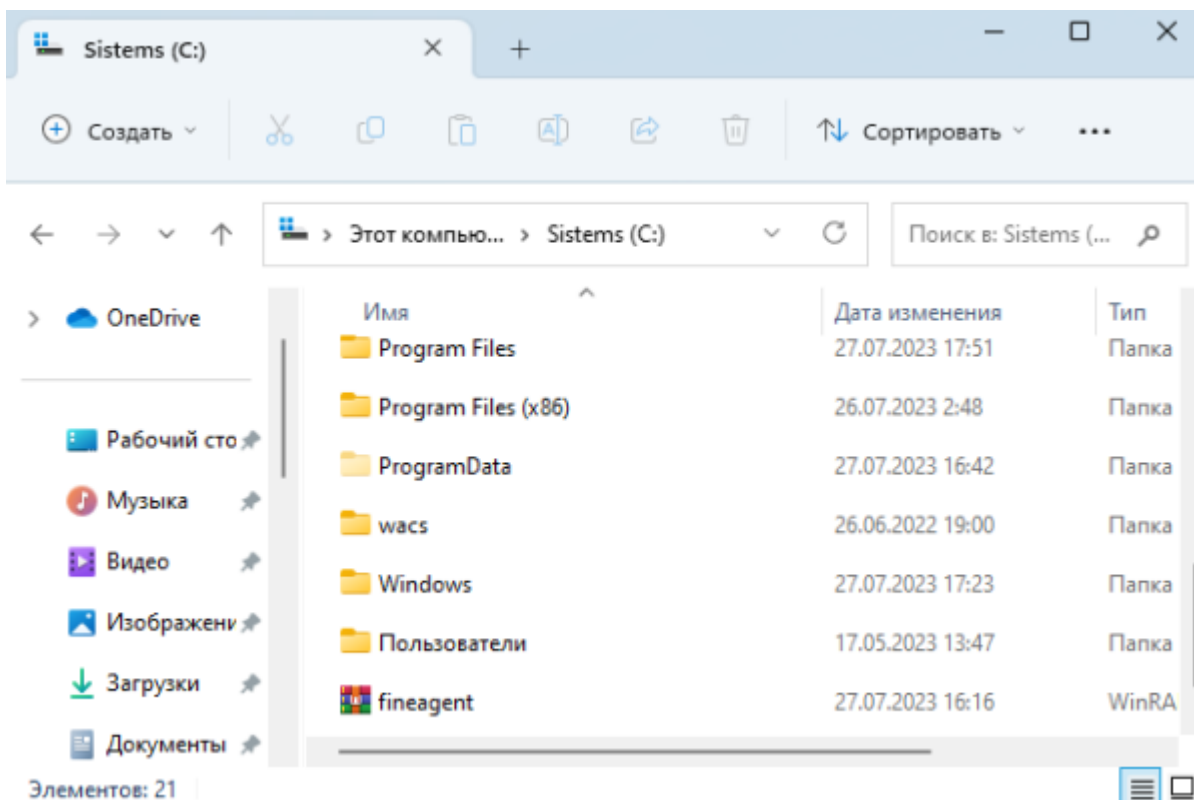 Sistems (C:)
Создать
Сортировать
Этот компью... > Sistems (C:)
Поиск в: Sistems (...
OneDrive
Рабочий сто
Музыка
Видео
Изображени
Загрузки
Документы
Имя Дата изменения Тип
Program Files 27.07.2023 17:51 Папка
Program Files (x86) 26.07.2023 2:48 Папка
ProgramData 27.07.2023 16:42 Папка
wacs 26.06.2022 19:00 Папка
Windows 27.07.2023 17:23 Папка
Пользователи 17.05.2023 13:47 Папка
fineagent 27.07.2023 16:16 WinRA
Элементов: 21